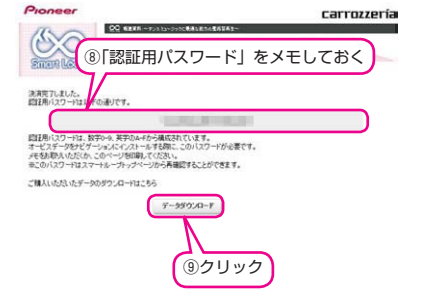 Pioneer
carrozzeria
Smart Loop
⑧「認証用パスワード」をメモしておく
決済完了しました。
認証用パスワードは以下の通りです。
認証用パスワードは、数字0-9、英字のA-Fから構成されています。
オービスデータをナビゲーションにインストールする際に、このパスワードが必要です。
メモをお取りいただくか、このページを印刷してください。
※このパスワードはスマートループトップページから再確認することができます。
ご購入いただいたデータのダウンロードはこちら
データダウンロード
⑨クリック